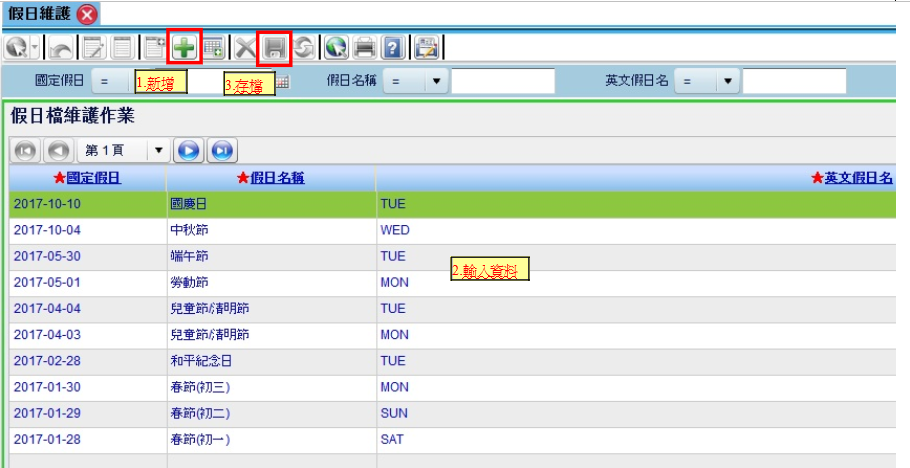 假日維護
國定假日 = 1.新增 3.存檔 假日名稱 = 英文假日名 =
假日檔維護作業
第 1 頁
★國定假日 ★假日名稱 ★英文假日名
2017-10-10 國慶日 TUE
2017-10-04 中秋節 WED
2017-05-30 端午節 TUE
2.輸入資料
2017-05-01 勞動節 MON
2017-04-04 兒童節/清明節 TUE
2017-04-03 兒童節/清明節 MON
2017-02-28 和平紀念日 TUE
2017-01-30 春節(初三) MON
2017-01-29 春節(初二) SUN
2017-01-28 春節(初一) SAT